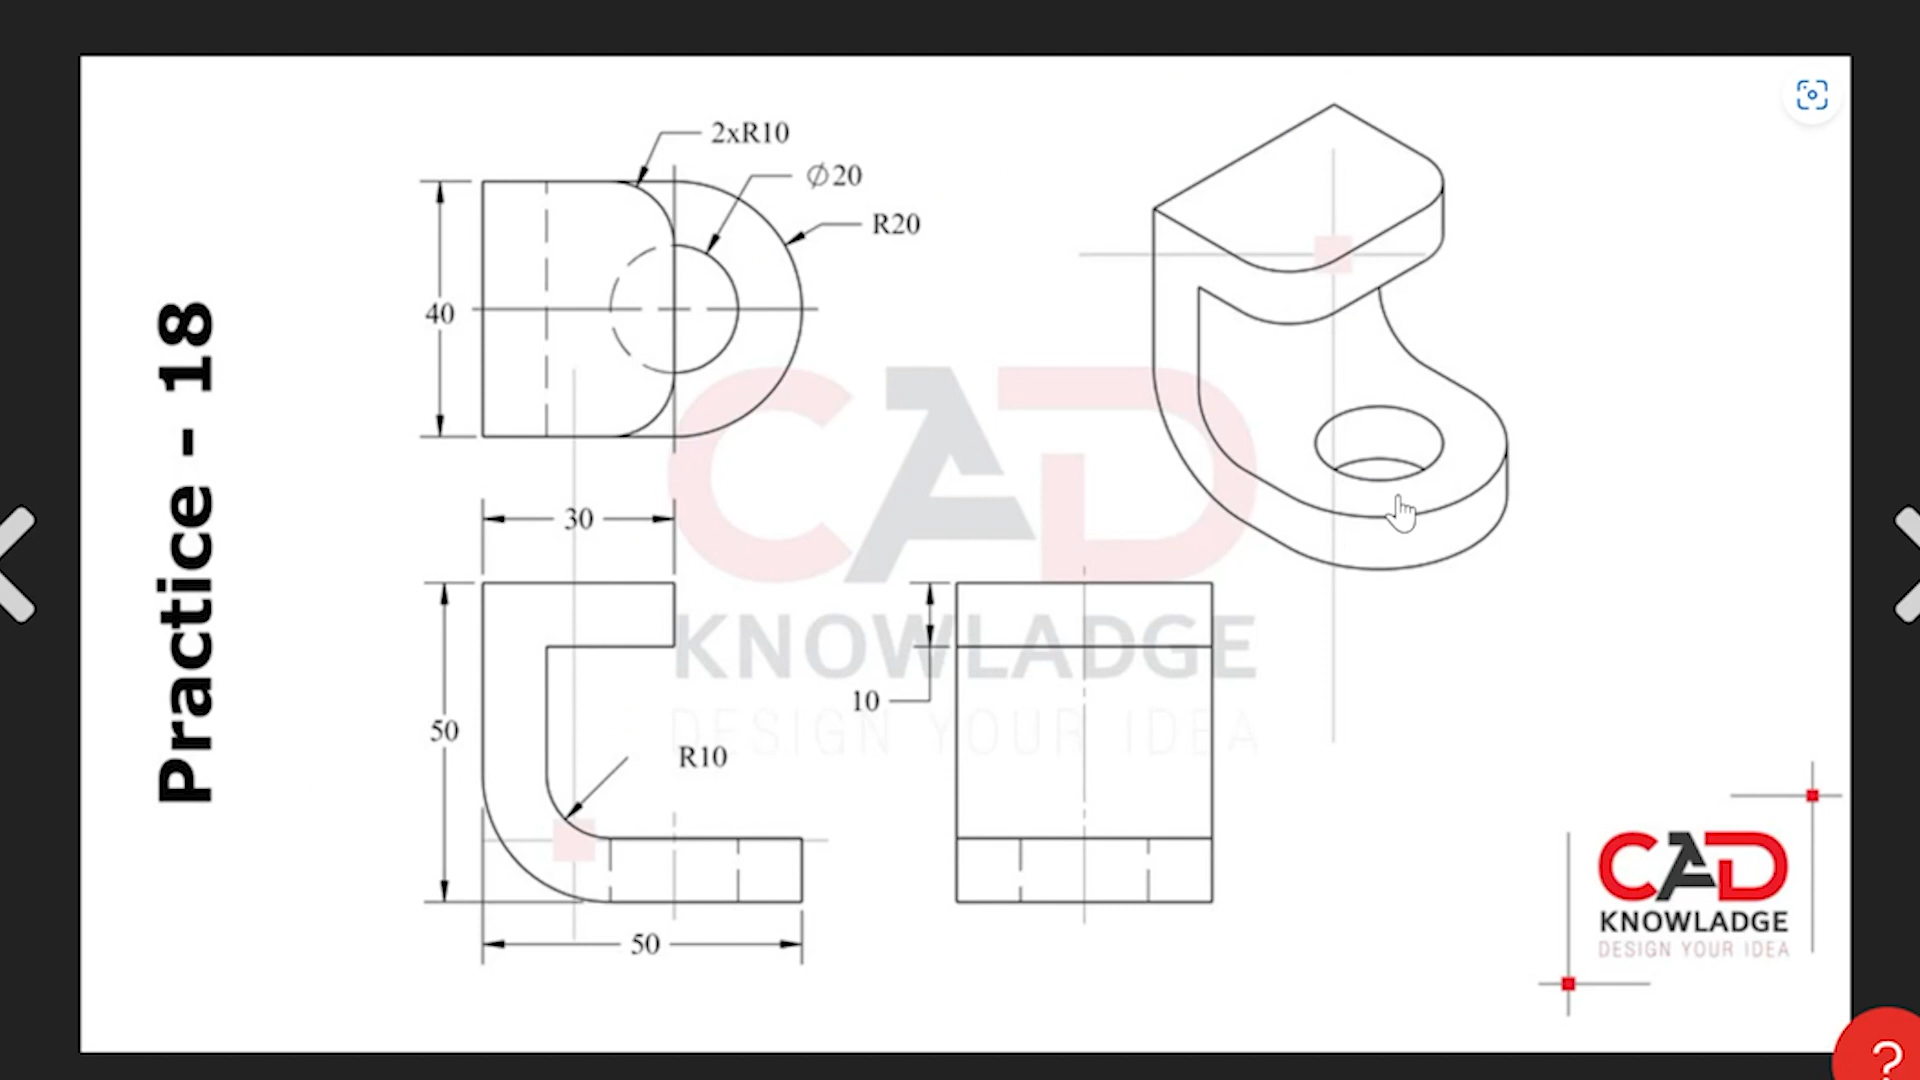 Practice - 18
2xR10
Ø20
R20
40
30
50
R10
50
10
CAD
KNOWLADGE
DESIGN YOUR IDEA
CAD
KNOWLADGE
DESIGN YOUR IDEA
?